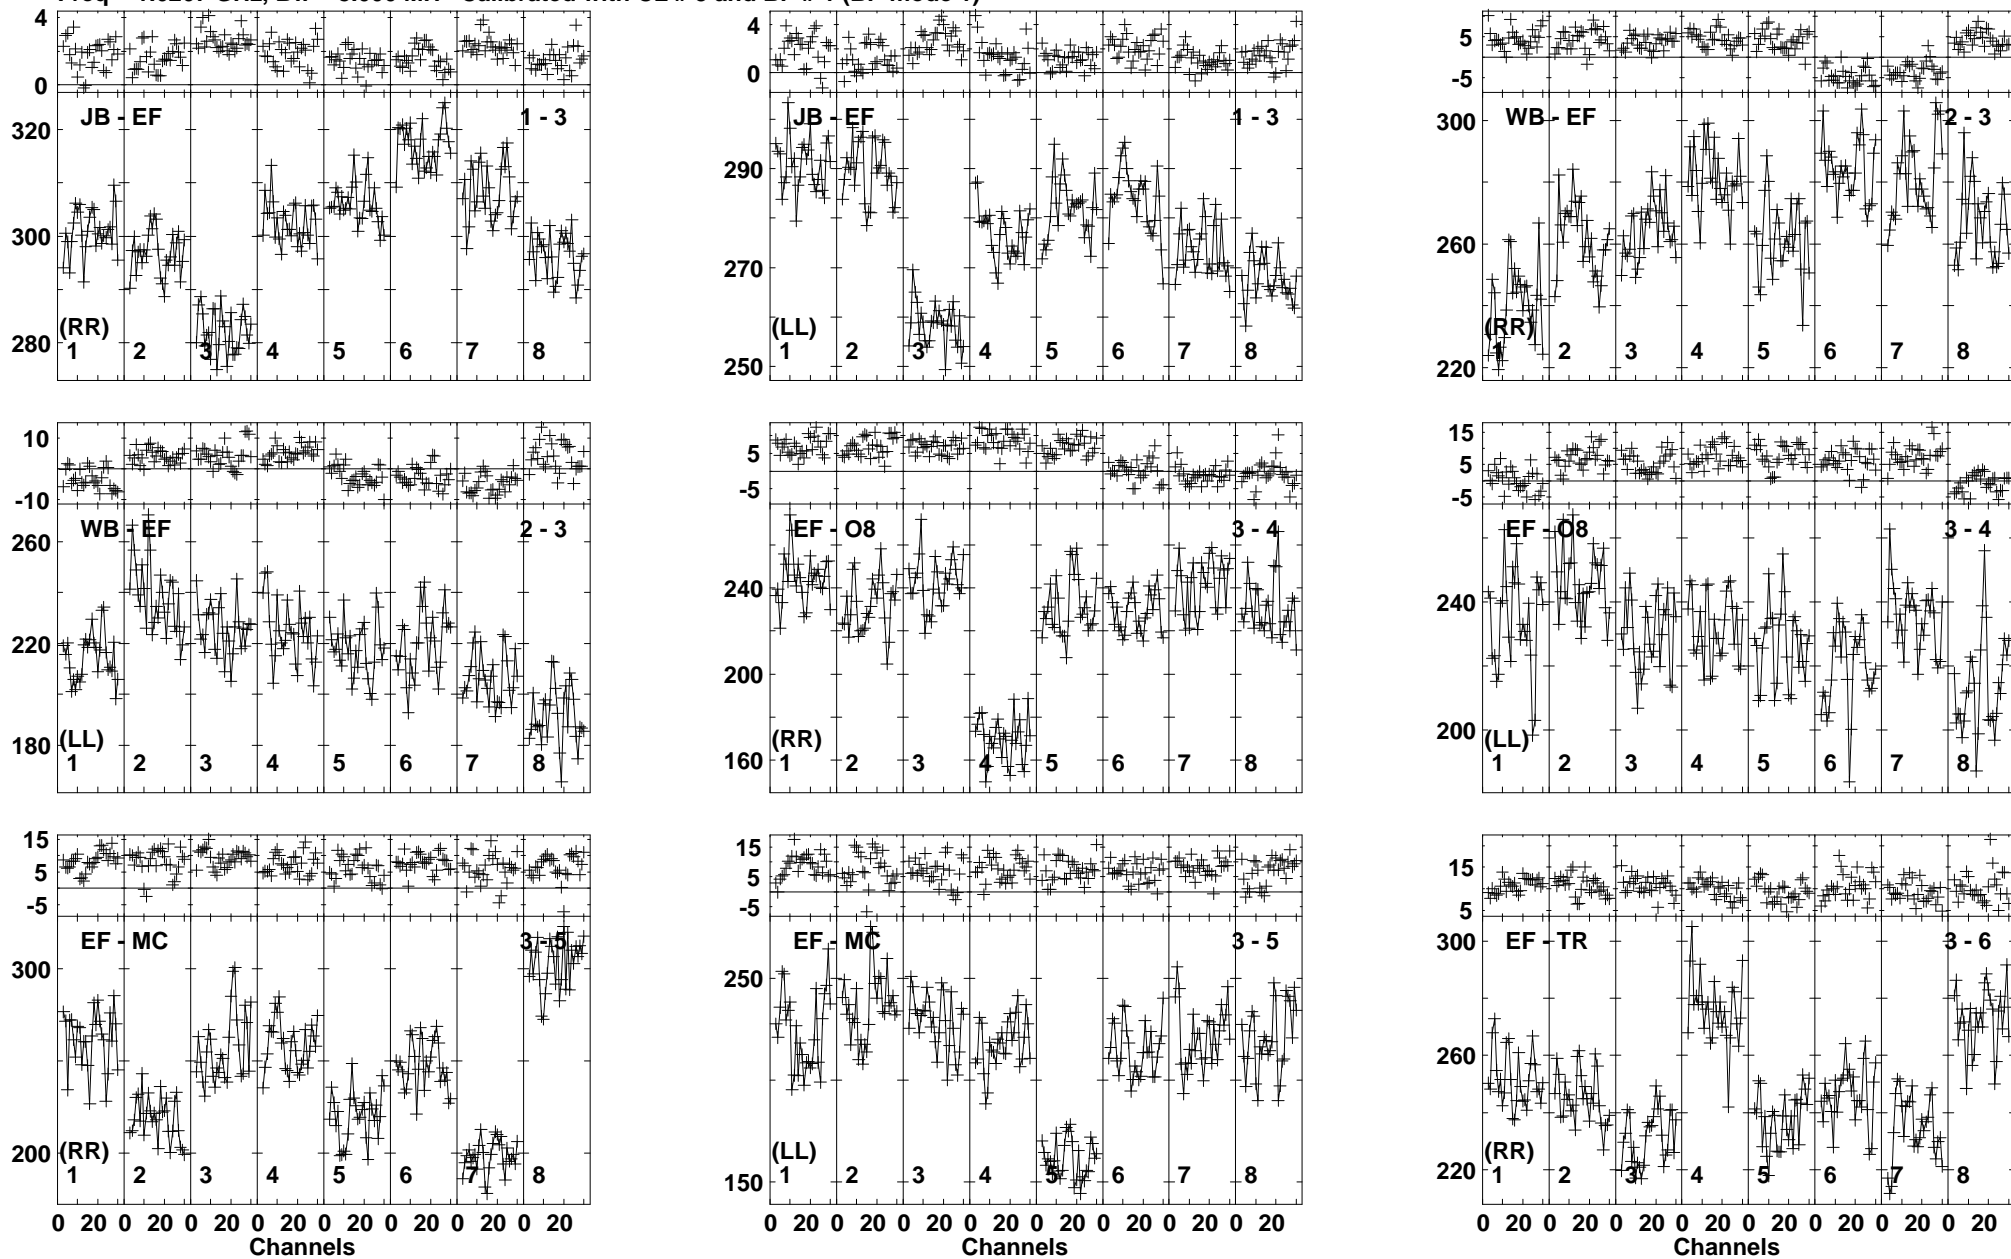 4 0 320 300 280 JB - EF 1 - 3 (RR) 1 2 3 4 5 6 7 8
4 0 290 270 250 JB - EF 1 - 3 (LL) 1 2 3 4 5 6 7 8
5 -5 300 260 220 WB - EF 2 - 3 (RR) 1 2 3 4 5 6 7 8
10 -10 260 220 180 WB - EF 2 - 3 (LL) 1 2 3 4 5 6 7 8
5 -5 240 200 160 EF - O8 3 - 4 (RR) 1 2 3 4 5 6 7 8
15 5 -5 240 200 EF - O8 3 - 4 (LL) 1 2 3 4 5 6 7 8
15 5 -5 300 200 EF - MC 3 - 5 (RR) 1 2 3 4 5 6 7 8
0 20 0 20 0 20 0 20 0 20 0 20 0 20 0 20
Channels
15 5 -5 250 150 EF - MC 3 - 5 (LL) 1 2 3 4 5 6 7 8
0 20 0 20 0 20 0 20 0 20 0 20 0 20 0 20
Channels
15 5 300 260 220 EF - TR 3 - 6 (RR) 1 2 3 4 5 6 7 8
0 20 0 20 0 20 0 20 0 20 0 20 0 20 0 20
Channels